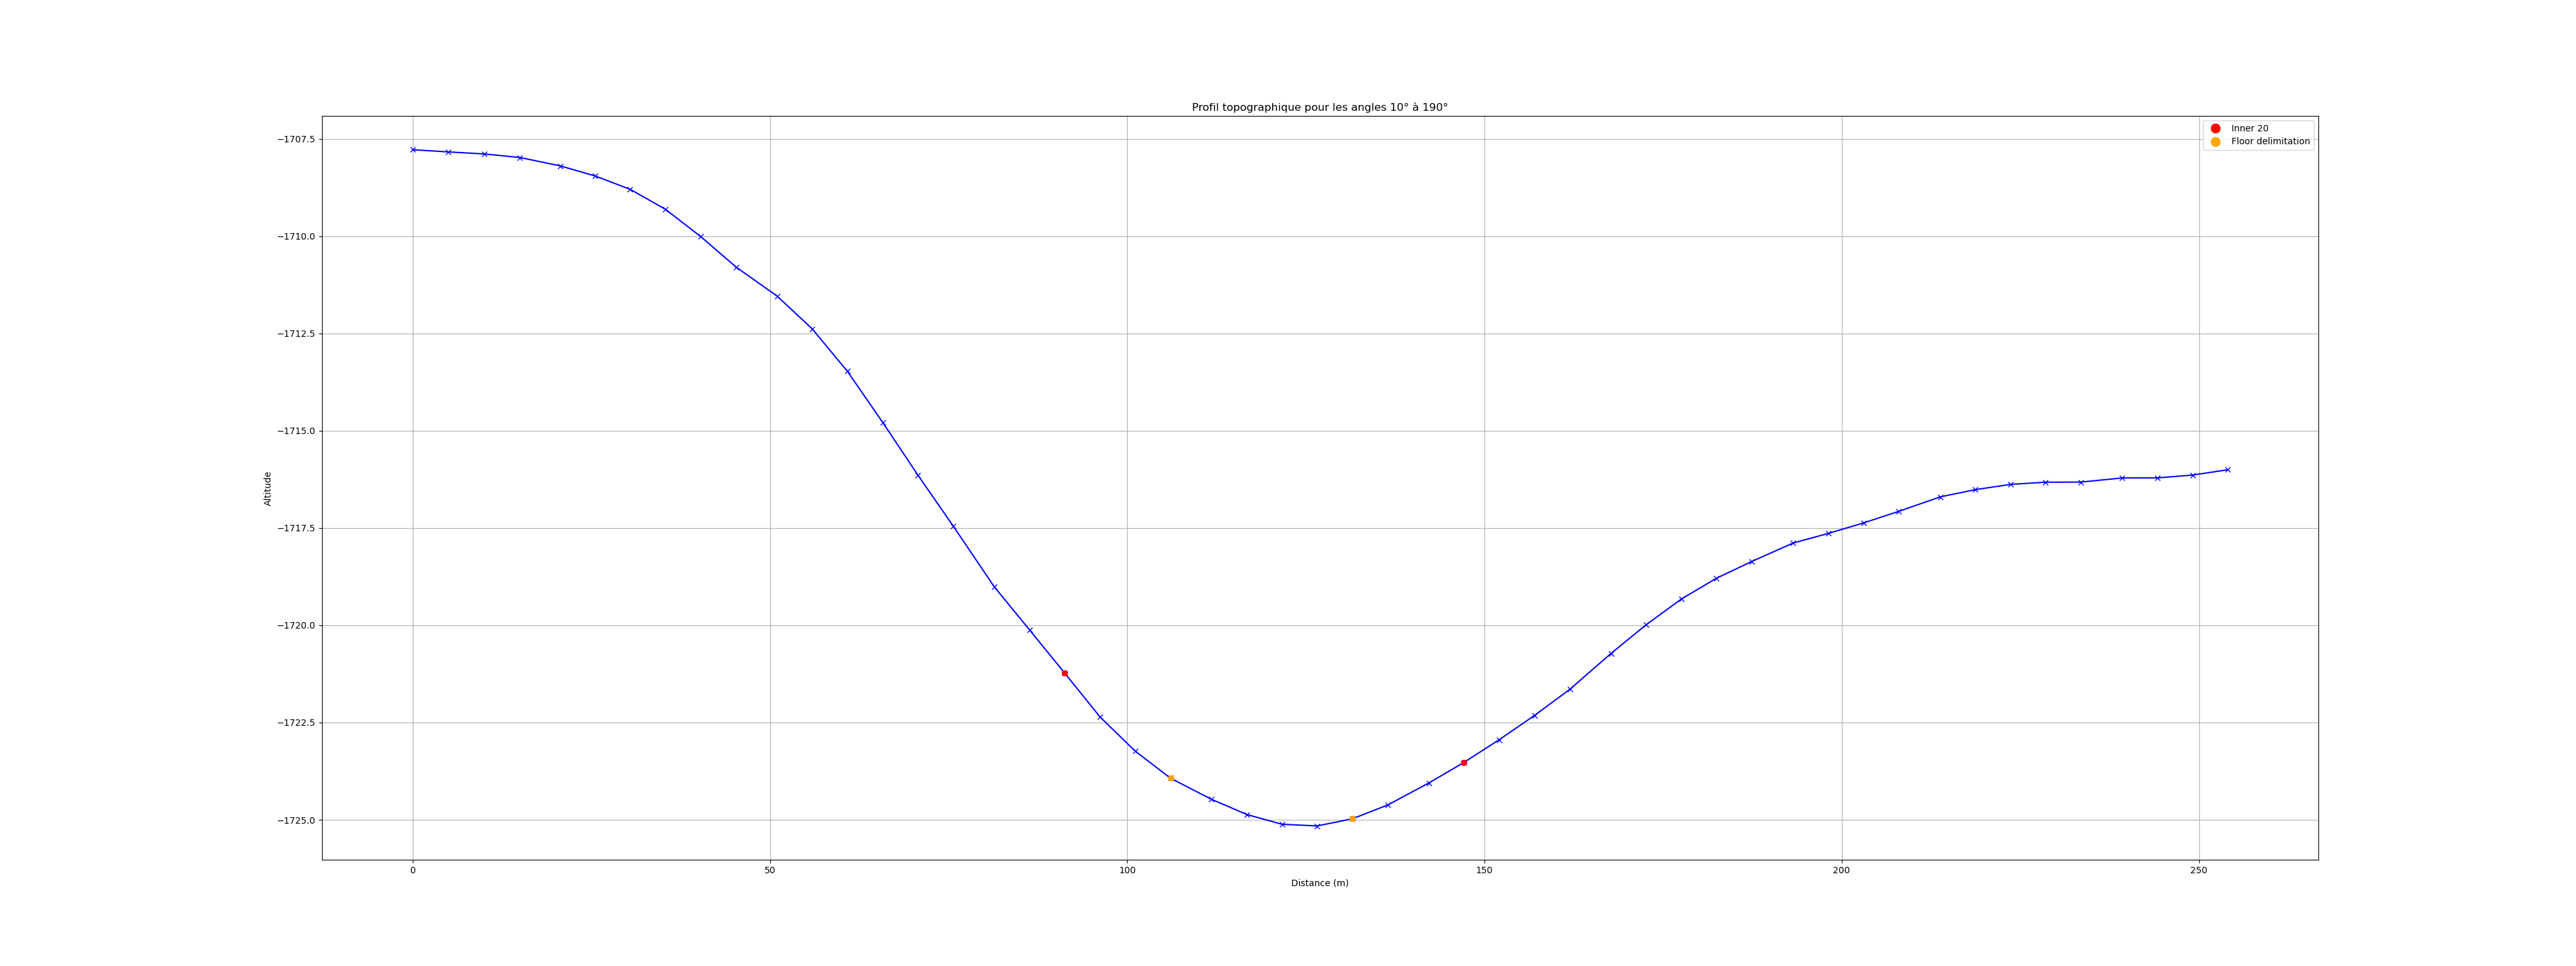 Profil topographique pour les angles 10° à 190°
Inner 20
Floor delimitation
−1707.5
−1710.0
−1712.5
−1715.0
−1717.5
−1720.0
−1722.5
−1725.0
Altitude
0 50 100 150 200 250
Distance (m)